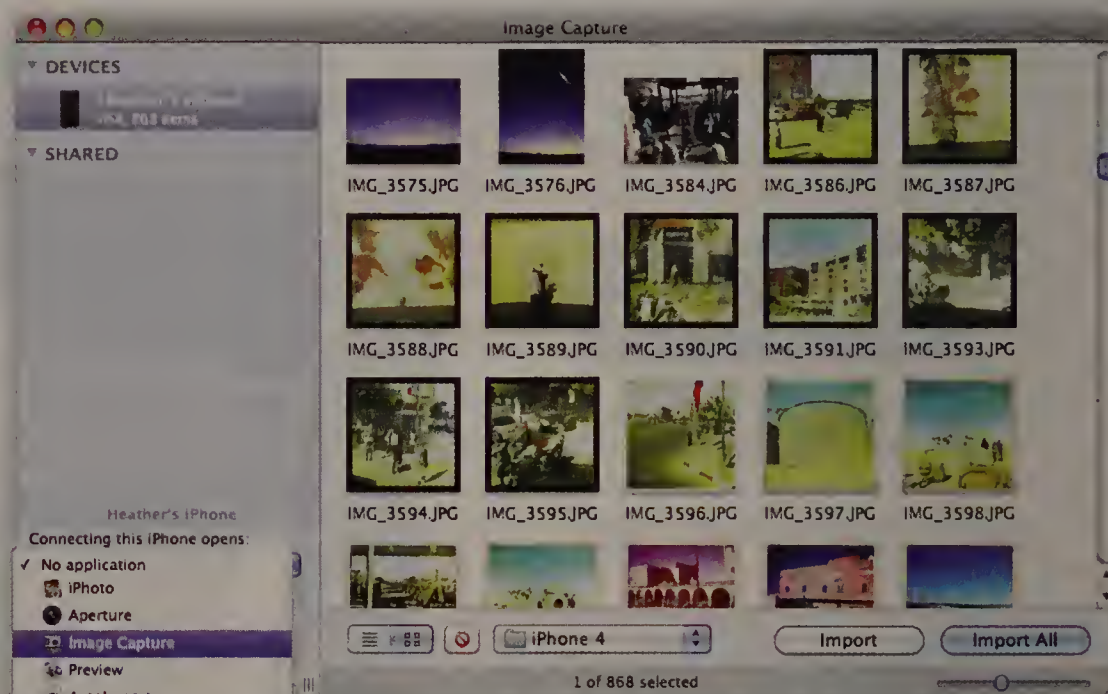 Image Capture
DEVICES
868 items
SHARED
IMG_3575.JPG IMG_3576.JPG IMG_3584.JPG IMG_3586.JPG IMG_3587.JPG
IMG_3588.JPG IMG_3589.JPG IMG_3590.JPG IMG_3591.JPG IMG_3593.JPG
IMG_3594.JPG IMG_3595.JPG IMG_3596.JPG IMG_3597.JPG IMG_3598.JPG
Heather's iPhone
Connecting this iPhone opens:
✓ No application
iPhoto
Aperture
Image Capture
Preview
iPhone 4
Import
Import All
1 of 868 selected